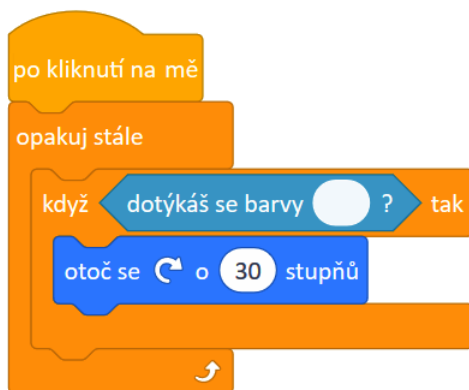 po kliknutí na mě
opakuj stále
když dotýkáš se barvy ? tak
otoč se o 30 stupňů